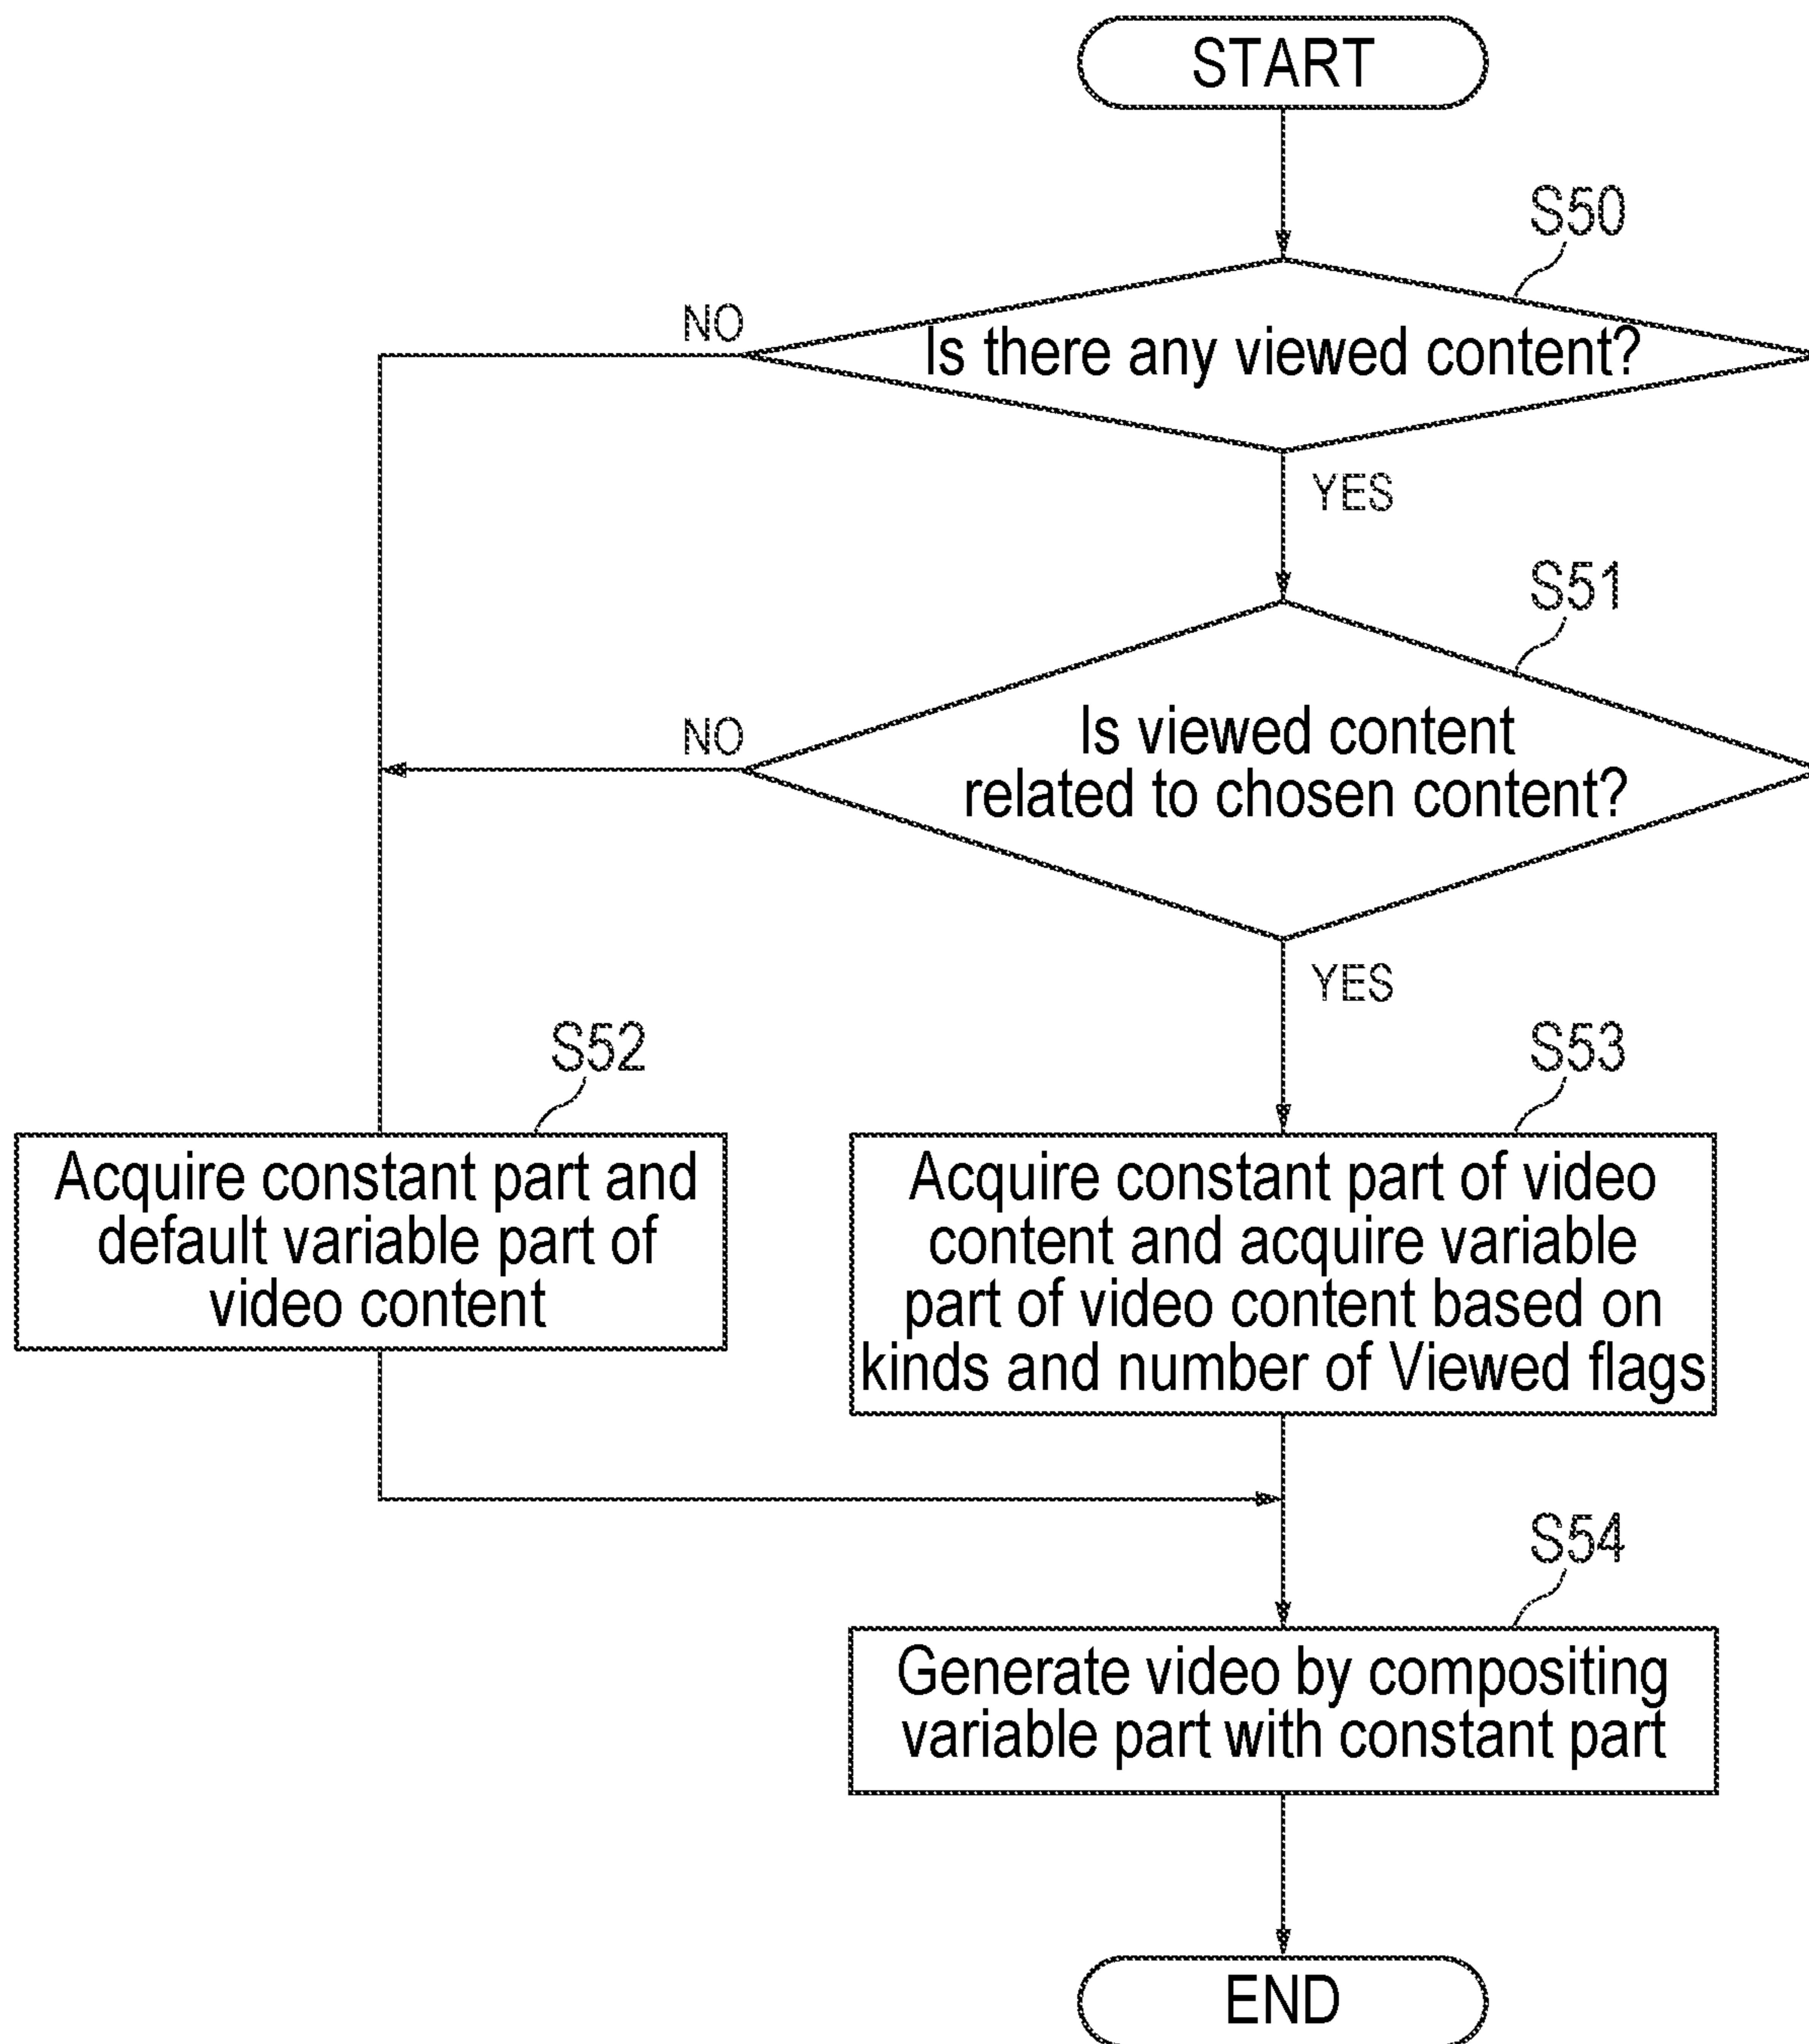 START
S50
NO
Is there any viewed content?
YES
S51
NO
Is viewed content
related to chosen content?
YES
S52
S53
Acquire constant part and
default variable part of
video content
Acquire constant part of video
content and acquire variable
part of video content based on
kinds and number of Viewed flags
S54
Generate video by compositing
variable part with constant part
END